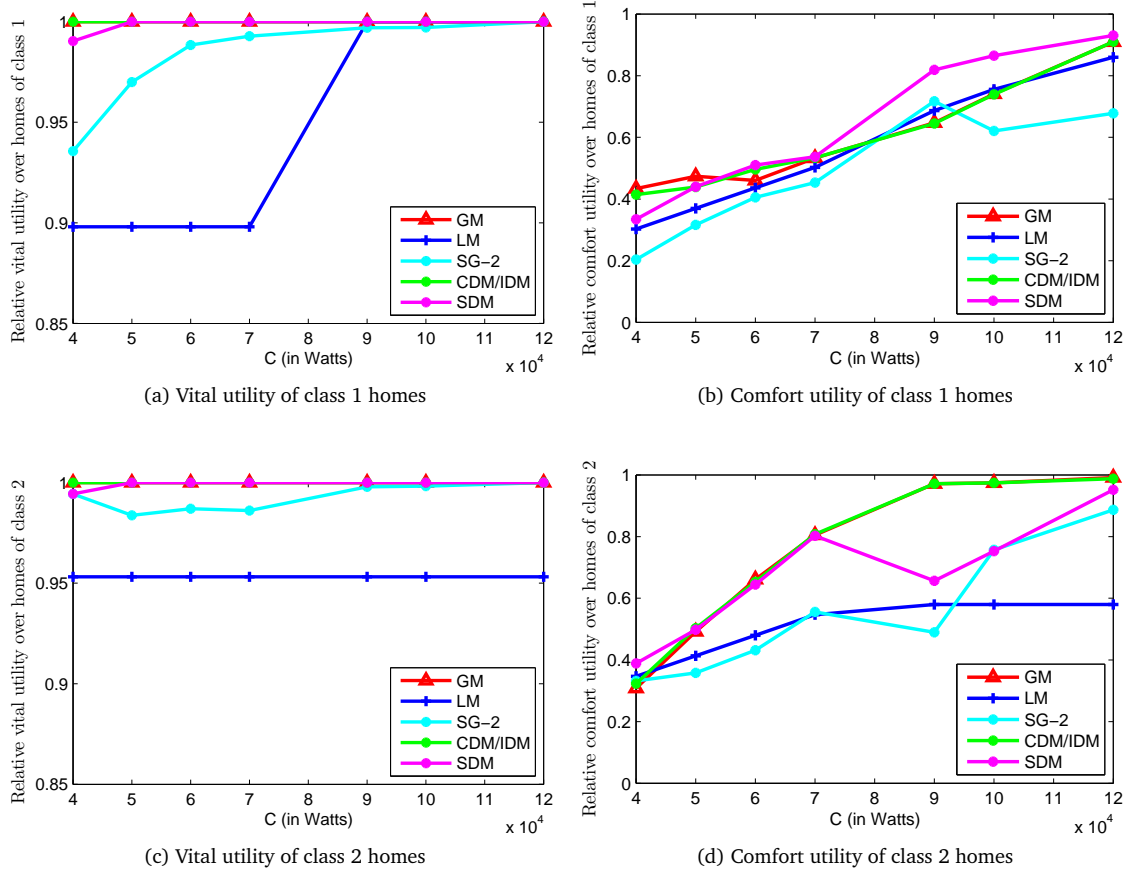 Relative vital utility over homes of class 1
1
0.95
0.9
0.85
4 5 6 7 8 9 10 11 12
C (in Watts)
x 10^4
GM
LM
SG−2
CDM/IDM
SDM
(a) Vital utility of class 1 homes
Relative comfort utility over homes of class 1
1
0.8
0.6
0.4
0.2
0
4 5 6 7 8 9 10 11 12
C (in Watts)
x 10^4
GM
LM
SG−2
CDM/IDM
SDM
(b) Comfort utility of class 1 homes
Relative vital utility over homes of class 2
1
0.95
0.9
0.85
4 5 6 7 8 9 10 11 12
C (in Watts)
x 10^4
GM
LM
SG−2
CDM/IDM
SDM
(c) Vital utility of class 2 homes
Relative comfort utility over homes of class 2
1
0.8
0.6
0.4
0.2
0
4 5 6 7 8 9 10 11 12
C (in Watts)
x 10^4
GM
LM
SG−2
CDM/IDM
SDM
(d) Comfort utility of class 2 homes